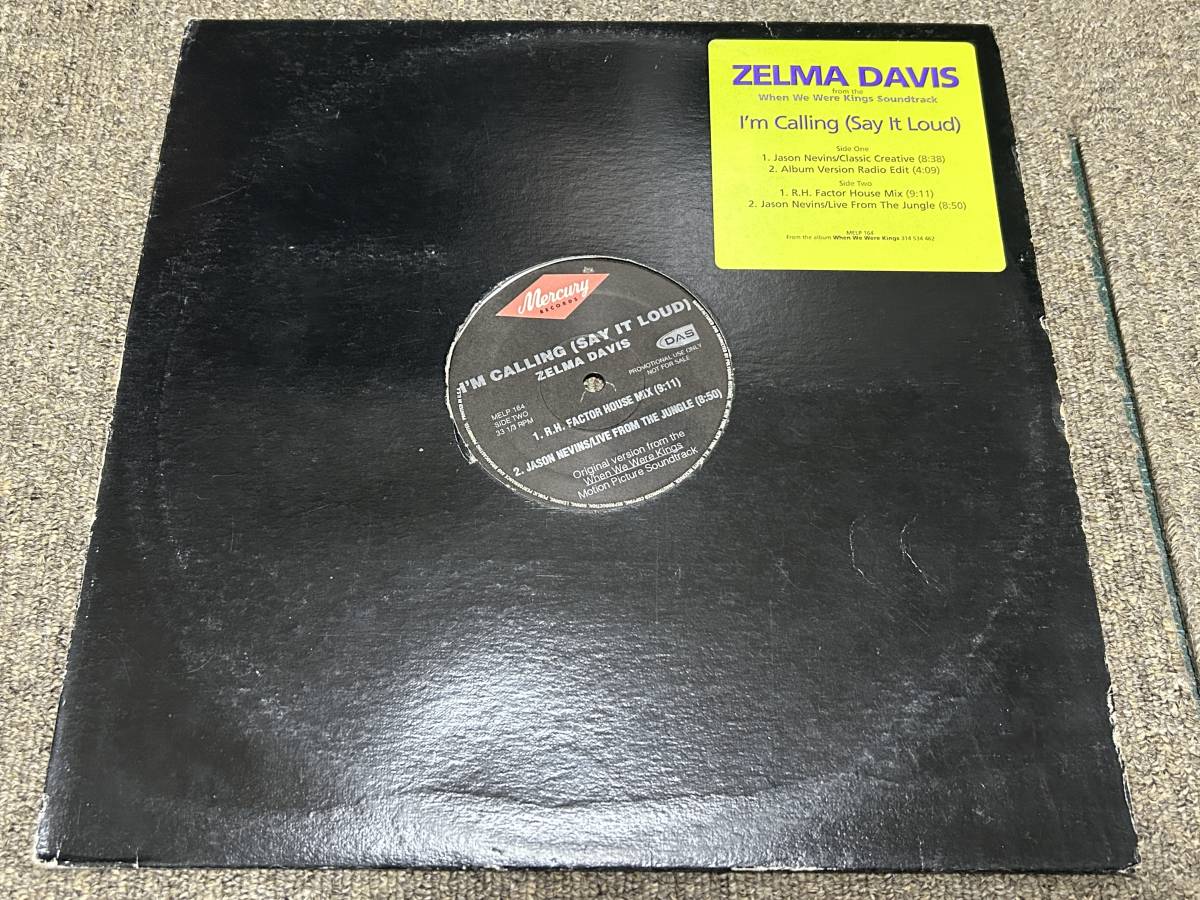 ZELMA DAVIS
from the
When We Were Kings Soundtrack
I'm Calling (Say It Loud)
Side One
1. Jason Nevins/Classic Creative (8:38)
2. Album Version Radio Edit (4:09)
Side Two
1. R.H. Factor House Mix (9:11)
2. Jason Nevins/Live From The Jungle (8:50)
MELP 164
From the album When We Were Kings 314 534 462
Mercury
RECORDS
I'M CALLING (SAY IT LOUD)
ZELMA DAVIS
DAS
PROMOTIONAL USE ONLY
NOT FOR SALE
MELP 164
SIDE TWO
33 1/3 RPM
1. R.H. FACTOR HOUSE MIX (9:11)
2. JASON NEVINS/LIVE FROM THE JUNGLE (8:50)
Original version from the
When We Were Kings
Motion Picture Soundtrack